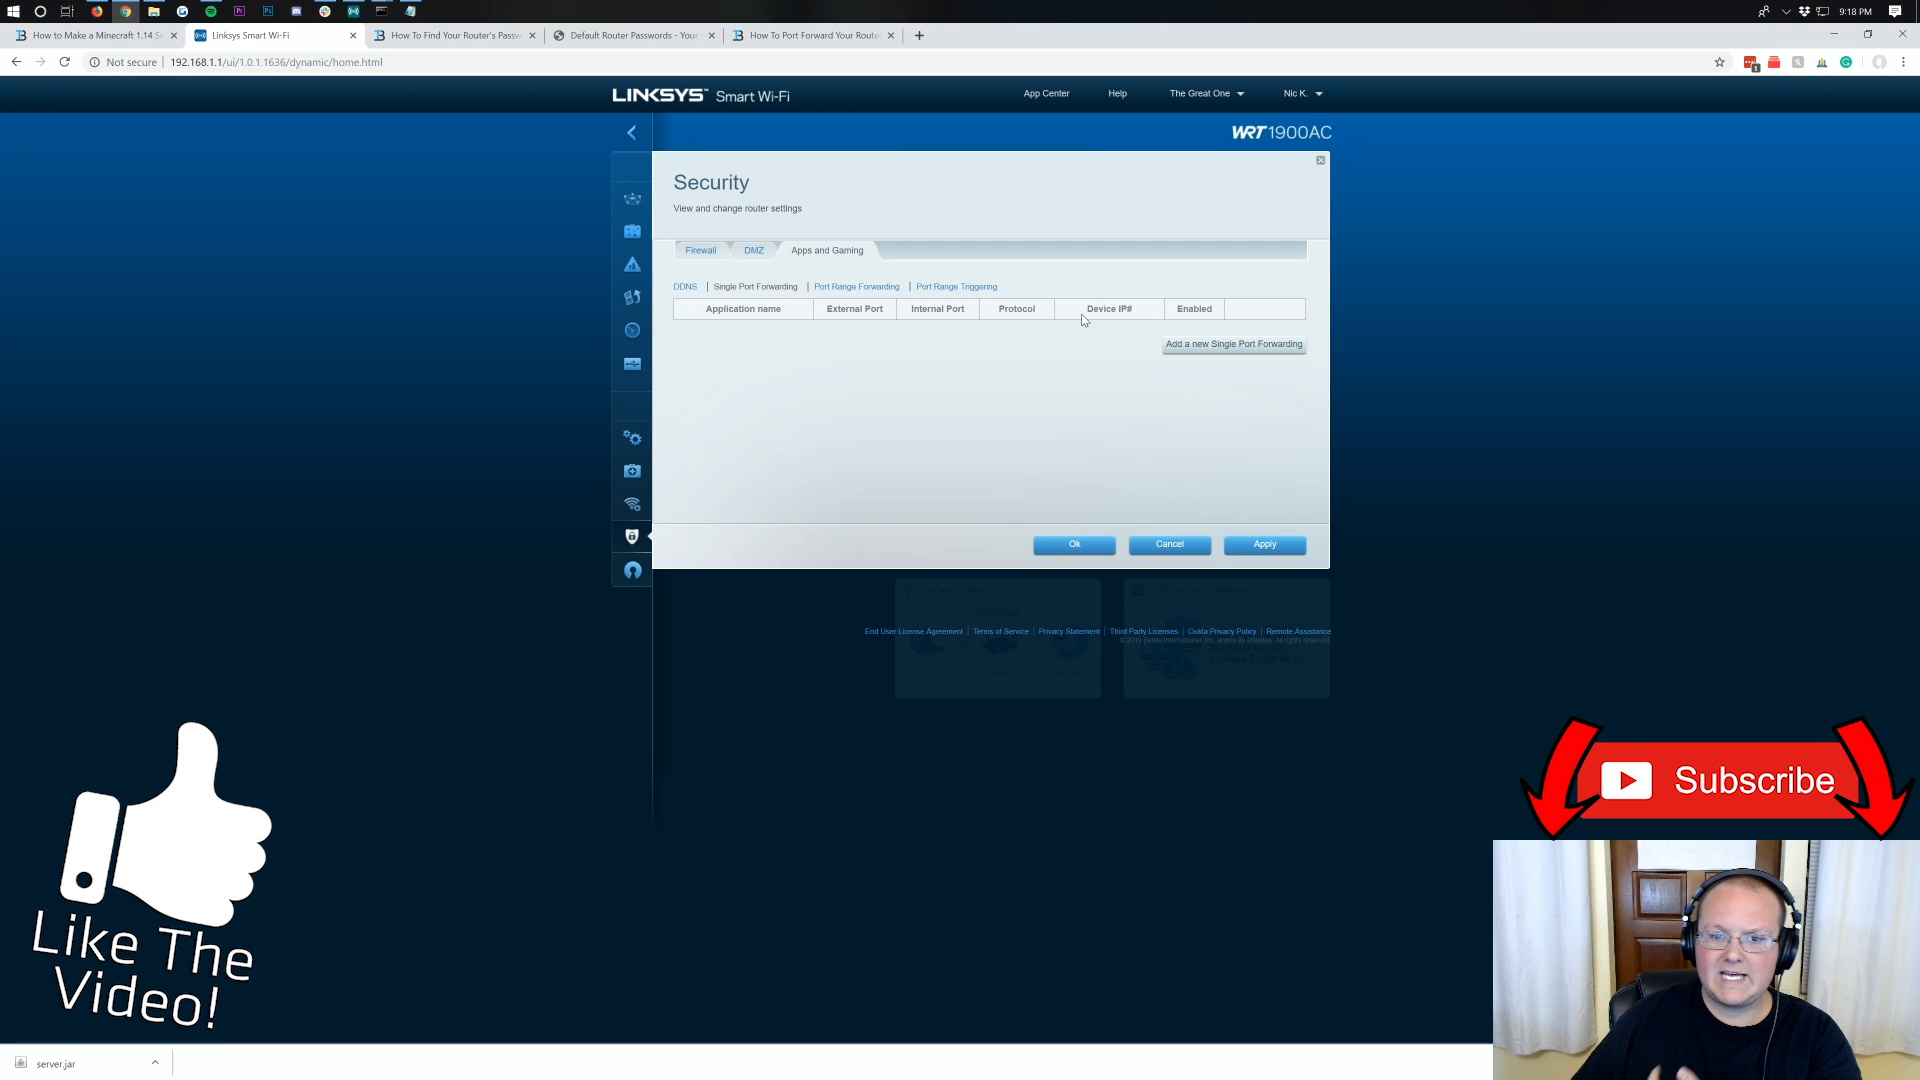 9:18 PM
How to Make a Minecraft 1.14 Se
Linksys Smart Wi-Fi
How To Find Your Router's Passw
Default Router Passwords - Your
How To Port Forward Your Route
Not secure | 192.168.1.1/ui/1.0.1.1636/dynamic/home.html
LINKSYS™ Smart Wi-Fi
App Center
Help
The Great One
Nic K.
WRT1900AC
Security
View and change router settings
Firewall
DMZ
Apps and Gaming
DDNS | Single Port Forwarding | Port Range Forwarding | Port Range Triggering
Application name External Port Internal Port Protocol Device IP# Enabled
Add a new Single Port Forwarding
Ok
Cancel
Apply
End User License Agreement | Terms of Service | Privacy Statement | Third Party Licenses | Ookla Privacy Policy | Remote Assistance
Like The
Video!
Subscribe
server.jar